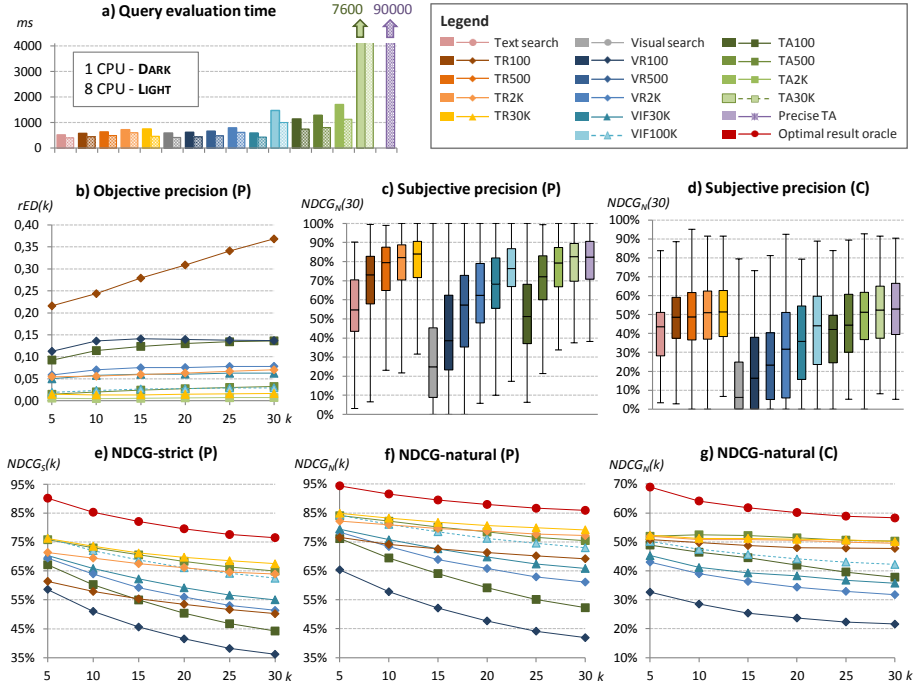 a) Query evaluation time
7600
90000
ms
4000
3000
2000
1000
0
1 CPU - DARK
8 CPU - LIGHT
Legend
Text search
Visual search
TA100
TR100
VR100
TA500
TR500
VR500
TA2K
TR2K
VR2K
TA30K
TR30K
VIF30K
Precise TA
VIF100K
Optimal result oracle
b) Objective precision (P)
rED(k)
0,40
0,35
0,30
0,25
0,20
0,15
0,10
0,05
0,00
5 10 15 20 25 30 k
c) Subjective precision (P)
NDCG_N(30)
100%
90%
80%
70%
60%
50%
40%
30%
20%
10%
0%
d) Subjective precision (C)
NDCG_N(30)
100%
90%
80%
70%
60%
50%
40%
30%
20%
10%
0%
e) NDCG-strict (P)
NDCG_S(k)
95%
85%
75%
65%
55%
45%
35%
5 10 15 20 25 30 k
f) NDCG-natural (P)
NDCG_N(k)
95%
85%
75%
65%
55%
45%
35%
5 10 15 20 25 30 k
g) NDCG-natural (C)
NDCG_N(k)
70%
60%
50%
40%
30%
20%
10%
5 10 15 20 25 30 k